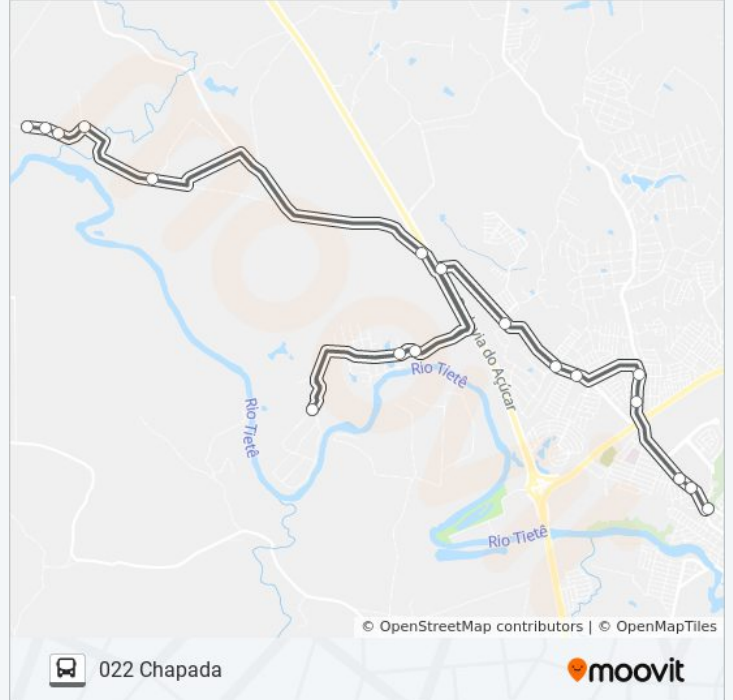 via do Açúcar
Rio Tietê
Rio Tietê
Rio Tietê
© OpenStreetMap contributors | © OpenMapTiles
022 Chapada
moovit